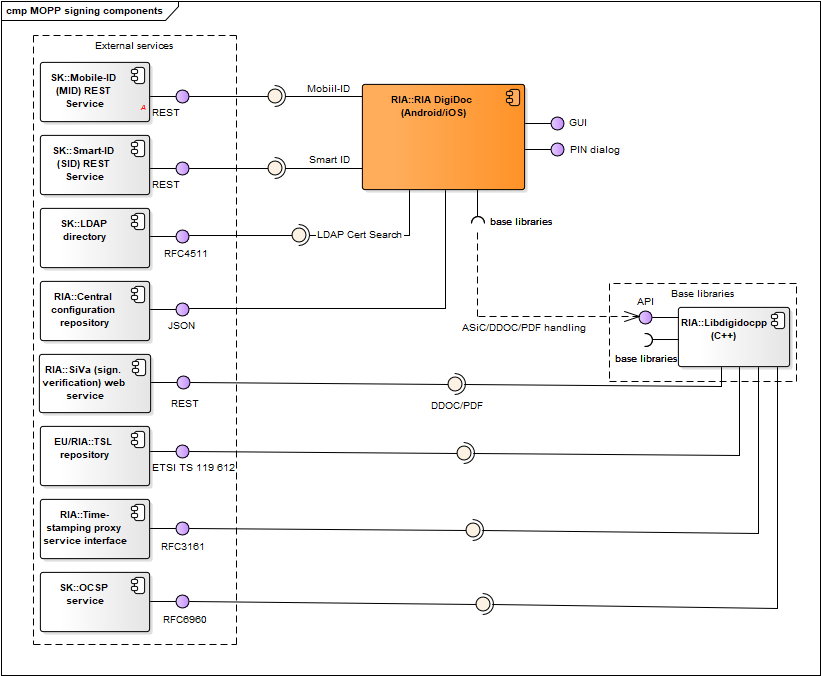 cmp MOPP signing components
External services
SK::Mobile-ID
(MID) REST
Service
A
REST
Mobiil-ID
RIA::RIA DigiDoc
(Android/iOS)
GUI
PIN dialog
SK::Smart-ID
(SID) REST
Service
REST
Smart ID
SK::LDAP
directory
RFC4511
LDAP Cert Search
base libraries
RIA::Central
configuration
repository
JSON
ASiC/DDOC/PDF handling
Base libraries
API
RIA::Libdigidocpp
(C++)
base libraries
RIA::SiVa (sign.
verification) web
service
REST
DDOC/PDF
EU/RIA::TSL
repository
ETSI TS 119 612
RIA::Time-
stamping proxy
service interface
RFC3161
SK::OCSP
service
RFC6960